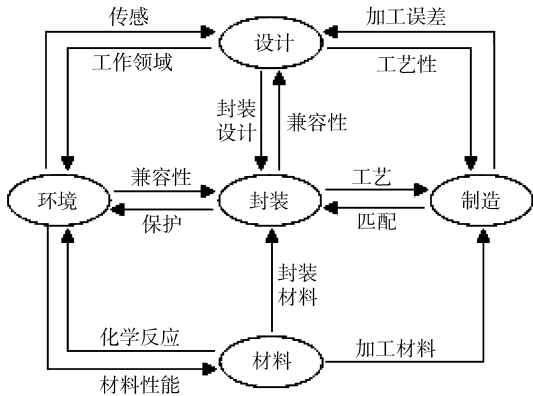 传感
加工误差
设计
工作领域
工艺性
封装
设计
兼容性
兼容性
工艺
环境
封装
制造
保护
匹配
封装
材料
化学反应
加工材料
材料
材料性能